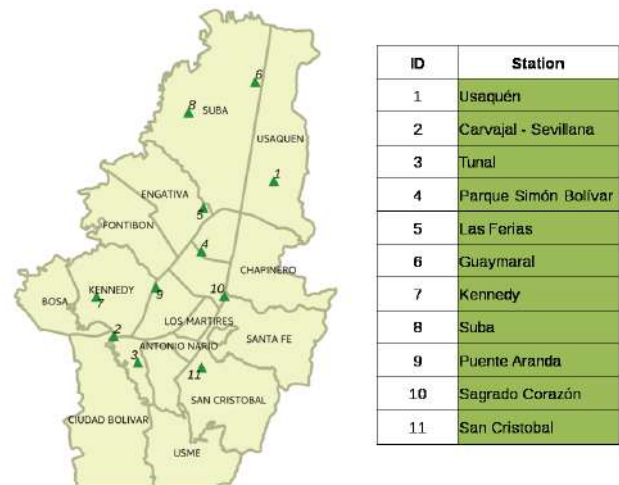 6
8
SUBA
USAQUEN
1
ENGATIVA
5
FONTIBON
4
CHAPINERO
KENNEDY
7
9
10
BOSA
LOS MARTIRES
2
SANTA FE
ANTONIO NARIO
3
11
SAN CRISTOBAL
CIUDAD BOLIVAR
USME
ID Station
1 Usaquén
2 Carvajal - Sevillana
3 Tunal
4 Parque Simón Bolívar
5 Las Ferias
6 Guaymaral
7 Kennedy
8 Suba
9 Puente Aranda
10 Sagrado Corazón
11 San Cristobal